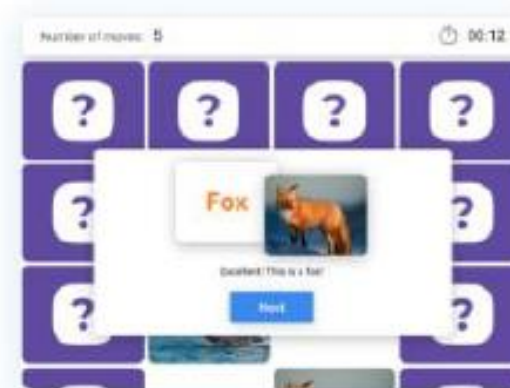 Number of moves: 5
00:12
? ? ? ?
? ?
Fox
Excellent! This is a fox!
? ?
Next